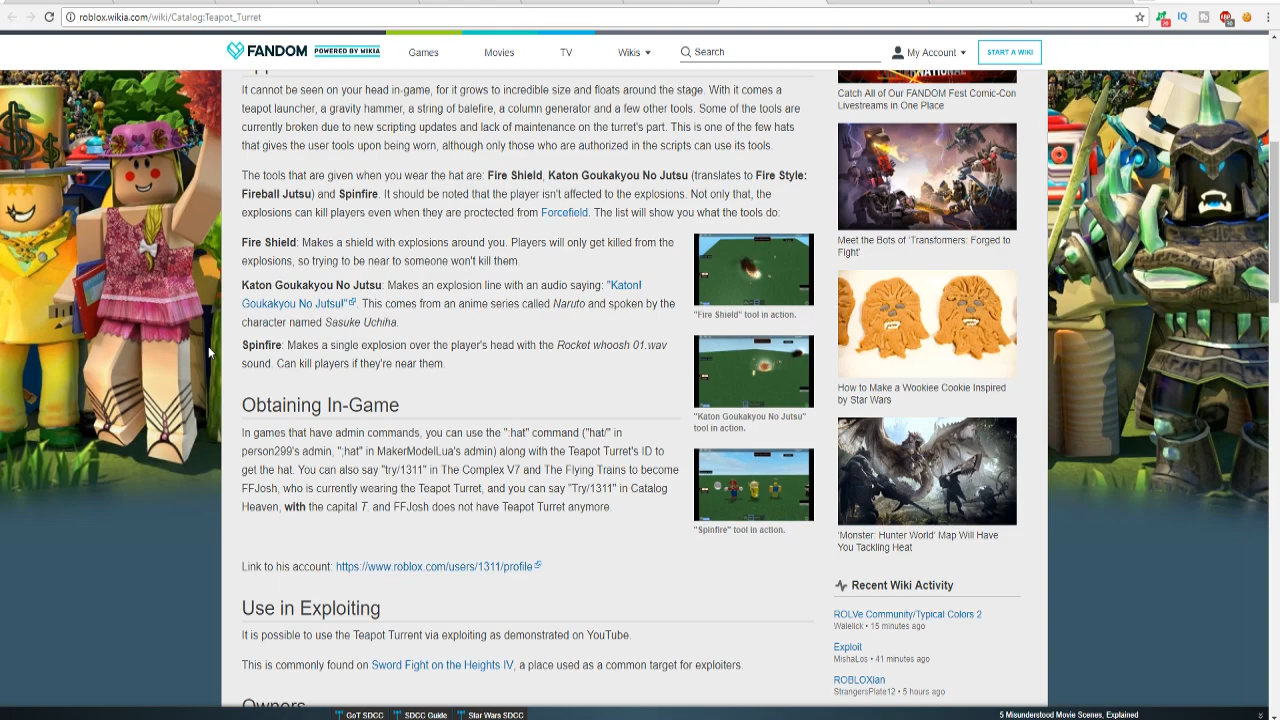 roblox.wikia.com/wiki/Catalog:Teapot_Turret
FANDOM POWERED BY WIKIA
Games
Movies
TV
Wikis
Search
My Account
START A WIKI
It cannot be seen on your head in-game, for it grows to incredible size and floats around the stage. With it comes a
teapot launcher, a gravity hammer, a string of balefire, a column generator and a few other tools. Some of the tools are
currently broken due to new scripting updates and lack of maintenance on the turret's part. This is one of the few hats
that gives the user tools upon being worn, although only those who are authorized in the scripts can use its tools.
The tools that are given when you wear the hat are: Fire Shield, Katon Goukakyou No Jutsu (translates to Fire Style:
Fireball Jutsu) and Spinfire. It should be noted that the player isn't affected to the explosions. Not only that, the
explosions can kill players even when they are proctected from Forcefield. The list will show you what the tools do:
Fire Shield: Makes a shield with explosions around you. Players will only get killed from the
explosions, so trying to be near to someone won't kill them.
"Fire Shield" tool in action.
Katon Goukakyou No Jutsu: Makes an explosion line with an audio saying: "Katon!
Goukakyou No Jutsu!". This comes from an anime series called Naruto and spoken by the
character named Sasuke Uchiha.
Spinfire: Makes a single explosion over the player's head with the Rocket whoosh 01.wav
sound. Can kill players if they're near them.
"Katon Goukakyou No Jutsu"
tool in action.
Obtaining In-Game
In games that have admin commands, you can use the ":hat" command ("hat/" in
person299's admin, ";hat" in MakerModelLua's admin) along with the Teapot Turret's ID to
get the hat. You can also say "try/1311" in The Complex V7 and The Flying Trains to become
FFJosh, who is currently wearing the Teapot Turret, and you can say "Try/1311" in Catalog
Heaven, with the capital T. and FFJosh does not have Teapot Turret anymore.
"Spinfire" tool in action.
Link to his account: https://www.roblox.com/users/1311/profile
Use in Exploiting
It is possible to use the Teapot Turrent via exploiting as demonstrated on YouTube.
This is commonly found on Sword Fight on the Heights IV, a place used as a common target for exploiters.
Owners
Catch All of Our FANDOM Fest Comic-Con
Livestreams in One Place
Meet the Bots of 'Transformers: Forged to
Fight'
How to Make a Wookiee Cookie Inspired
by Star Wars
'Monster: Hunter World' Map Will Have
You Tackling Heat
Recent Wiki Activity
ROLVe Community/Typical Colors 2
Walelick • 15 minutes ago
Exploit
MishaLos • 41 minutes ago
ROBLOXian
StrangersPlate12 • 5 hours ago
GoT SDCC
SDCC Guide
Star Wars SDCC
5 Misunderstood Movie Scenes, Explained